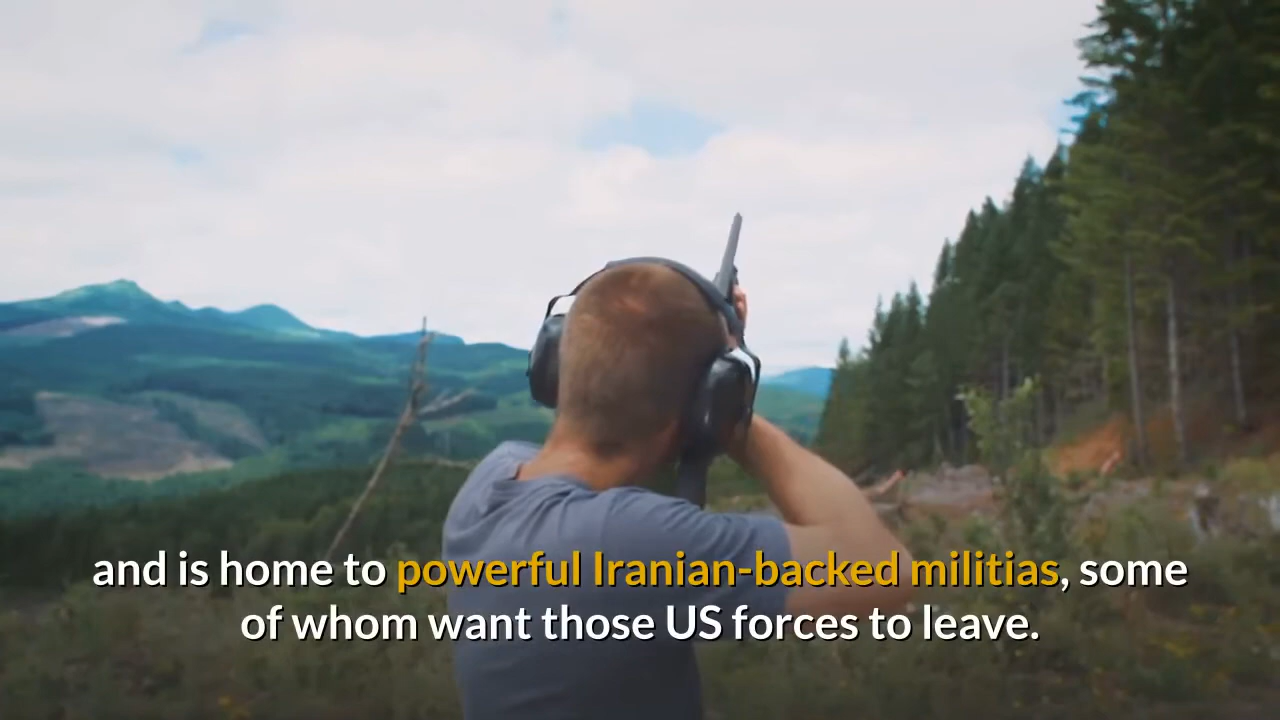 and is home to powerful Iranian-backed militias, some
of whom want those US forces to leave.